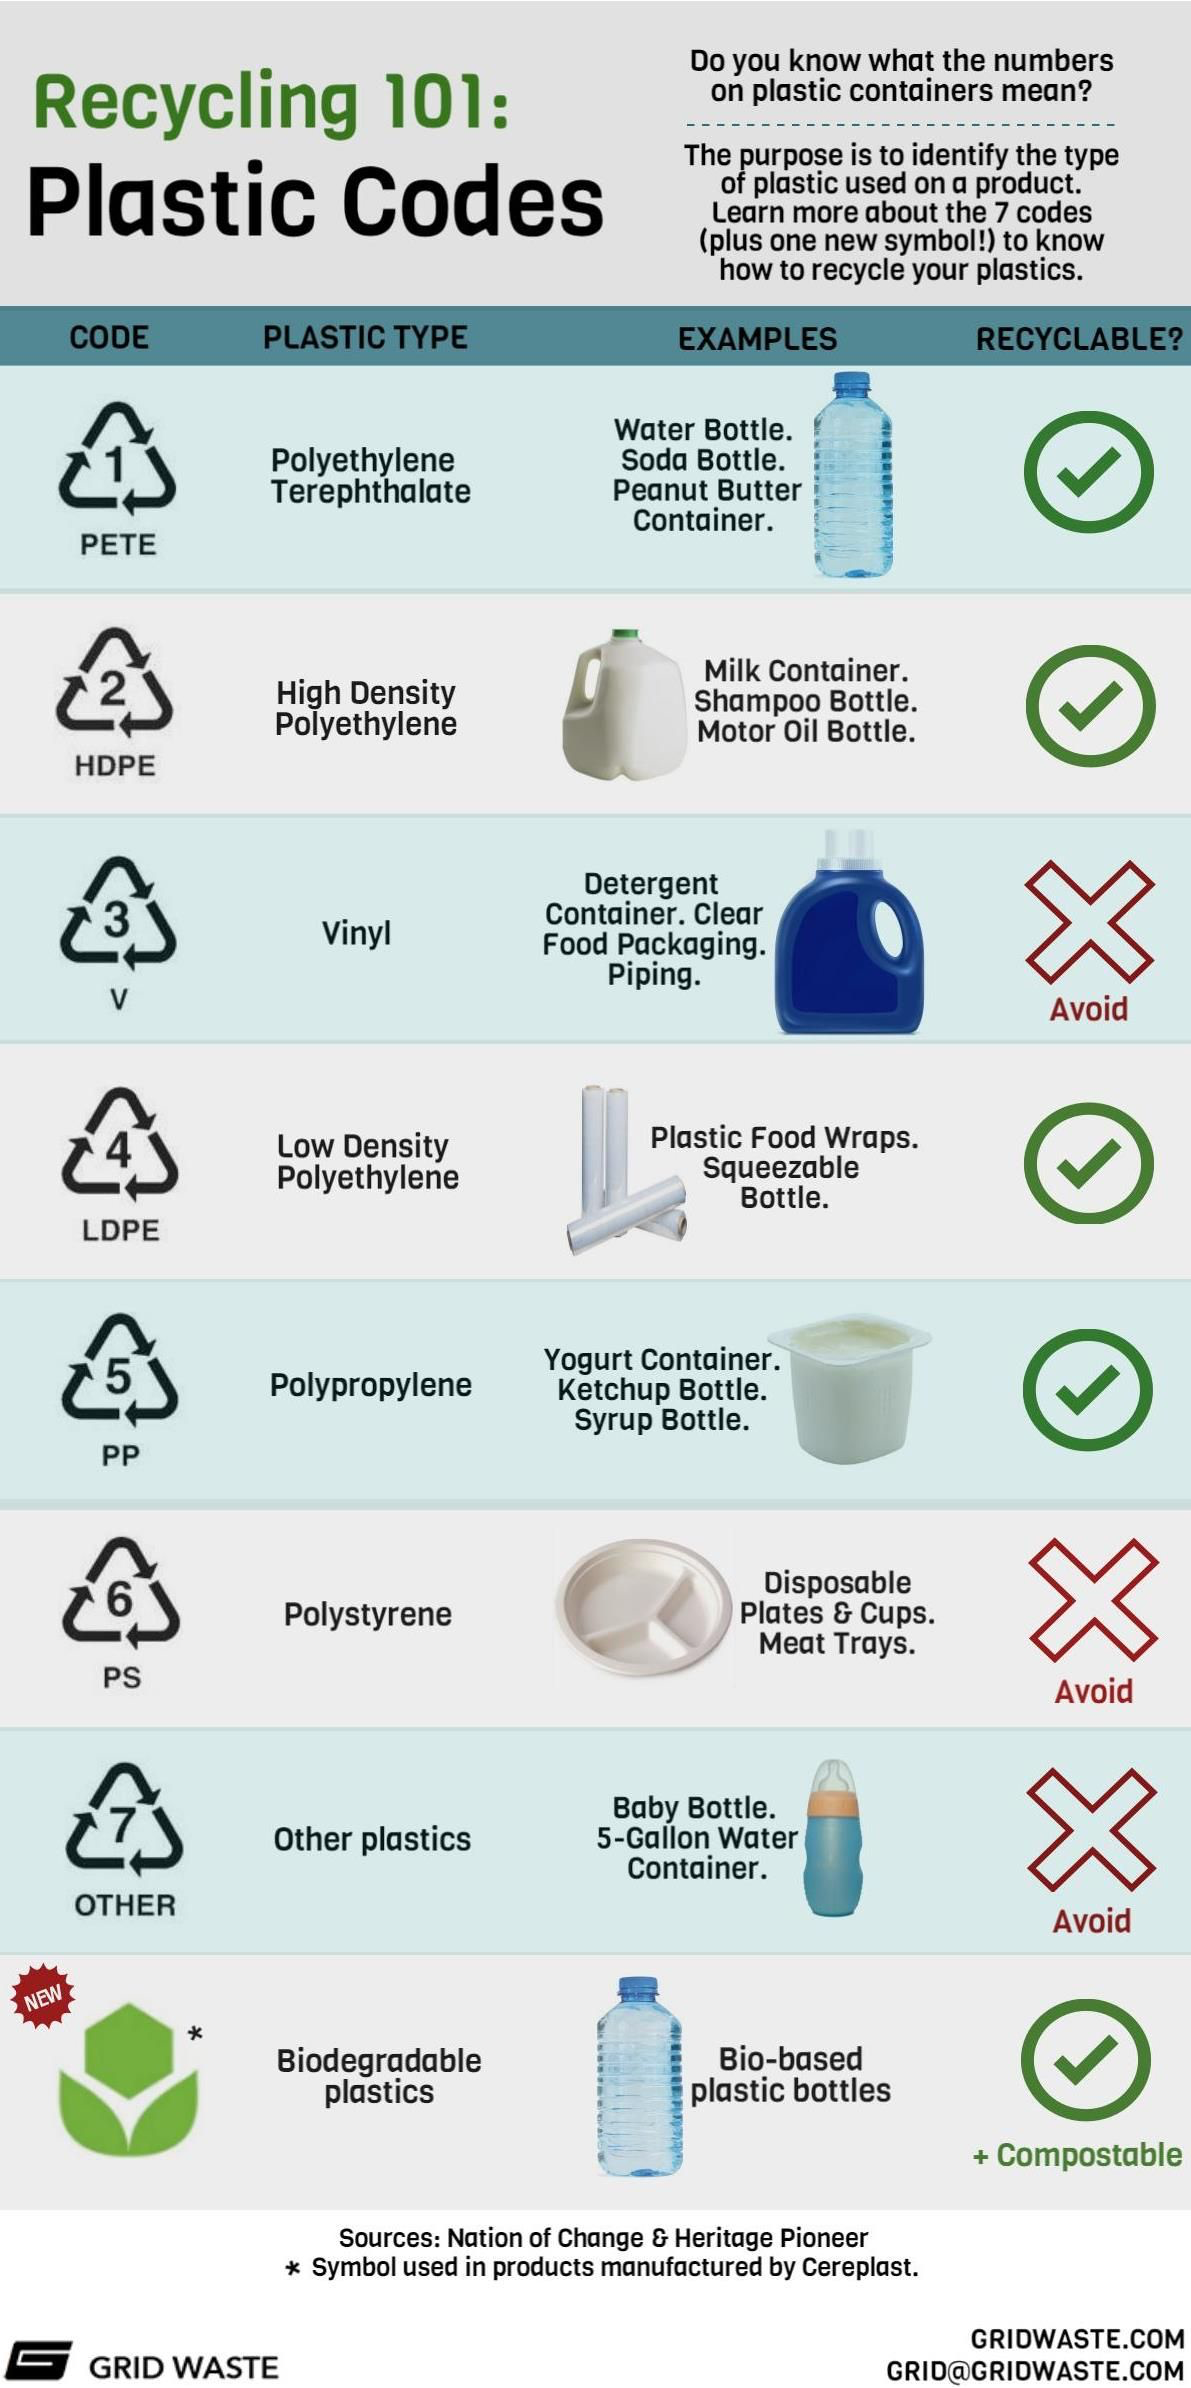 Recycling 101:
Plastic Codes
Do you know what the numbers
on plastic containers mean?
The purpose is to identify the type
of plastic used on a product.
Learn more about the 7 codes
(plus one new symbol!) to know
how to recycle your plastics.
CODE PLASTIC TYPE EXAMPLES RECYCLABLE?
1
PETE
Polyethylene
Terephthalate
Water Bottle.
Soda Bottle.
Peanut Butter
Container.
2
HDPE
High Density
Polyethylene
Milk Container.
Shampoo Bottle.
Motor Oil Bottle.
3
V
Vinyl
Detergent
Container. Clear
Food Packaging.
Piping.
Avoid
4
LDPE
Low Density
Polyethylene
Plastic Food Wraps.
Squeezable
Bottle.
5
PP
Polypropylene
Yogurt Container.
Ketchup Bottle.
Syrup Bottle.
6
PS
Polystyrene
Disposable
Plates & Cups.
Meat Trays.
Avoid
7
OTHER
Other plastics
Baby Bottle.
5-Gallon Water
Container.
Avoid
NEW
*
Biodegradable
plastics
Bio-based
plastic bottles
+ Compostable
Sources: Nation of Change & Heritage Pioneer
* Symbol used in products manufactured by Cereplast.
GRID WASTE
GRIDWASTE.COM
GRID@GRIDWASTE.COM